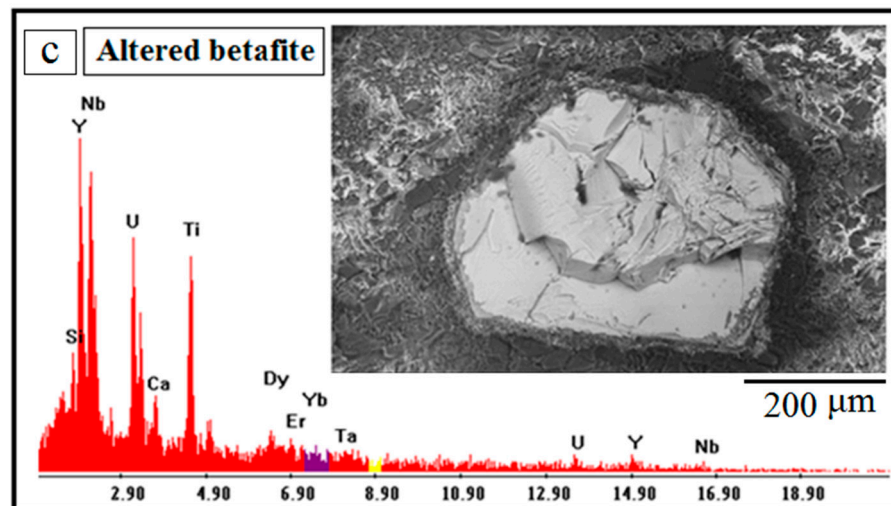 c Altered betafite
Nb
Y
U Ti
Si
Ca
Dy
Yb
Er
Ta
U Y Nb
200 μm
2.90 4.90 6.90 8.90 10.90 12.90 14.90 16.90 18.90